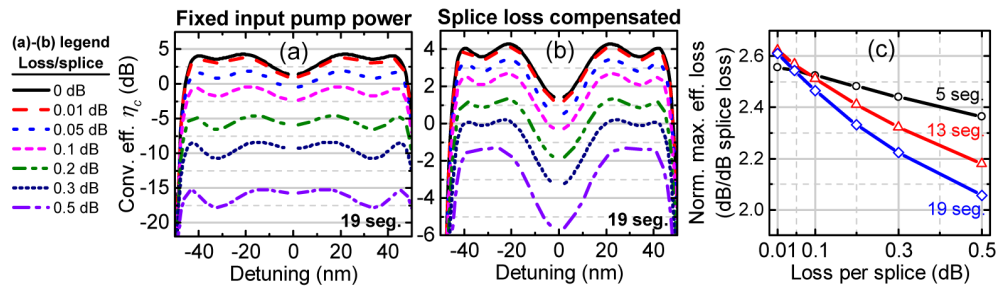 Fixed input pump power
Splice loss compensated
(a)-(b) legend
Loss/splice
0 dB
0.01 dB
0.05 dB
0.1 dB
0.2 dB
0.3 dB
0.5 dB
Conv. eff. η_c (dB)
5
0
-5
-10
-15
-20
(a)
19 seg.
-40 -20 0 20 40
Detuning (nm)
4
2
0
-2
-4
-6
(b)
19 seg.
-40 -20 0 20 40
Detuning (nm)
Norm. max. eff. loss
(dB/dB splice loss)
2.6
2.4
2.2
2.0
(c)
5 seg.
13 seg.
19 seg.
0.01 0.1 0.3 0.5
Loss per splice (dB)